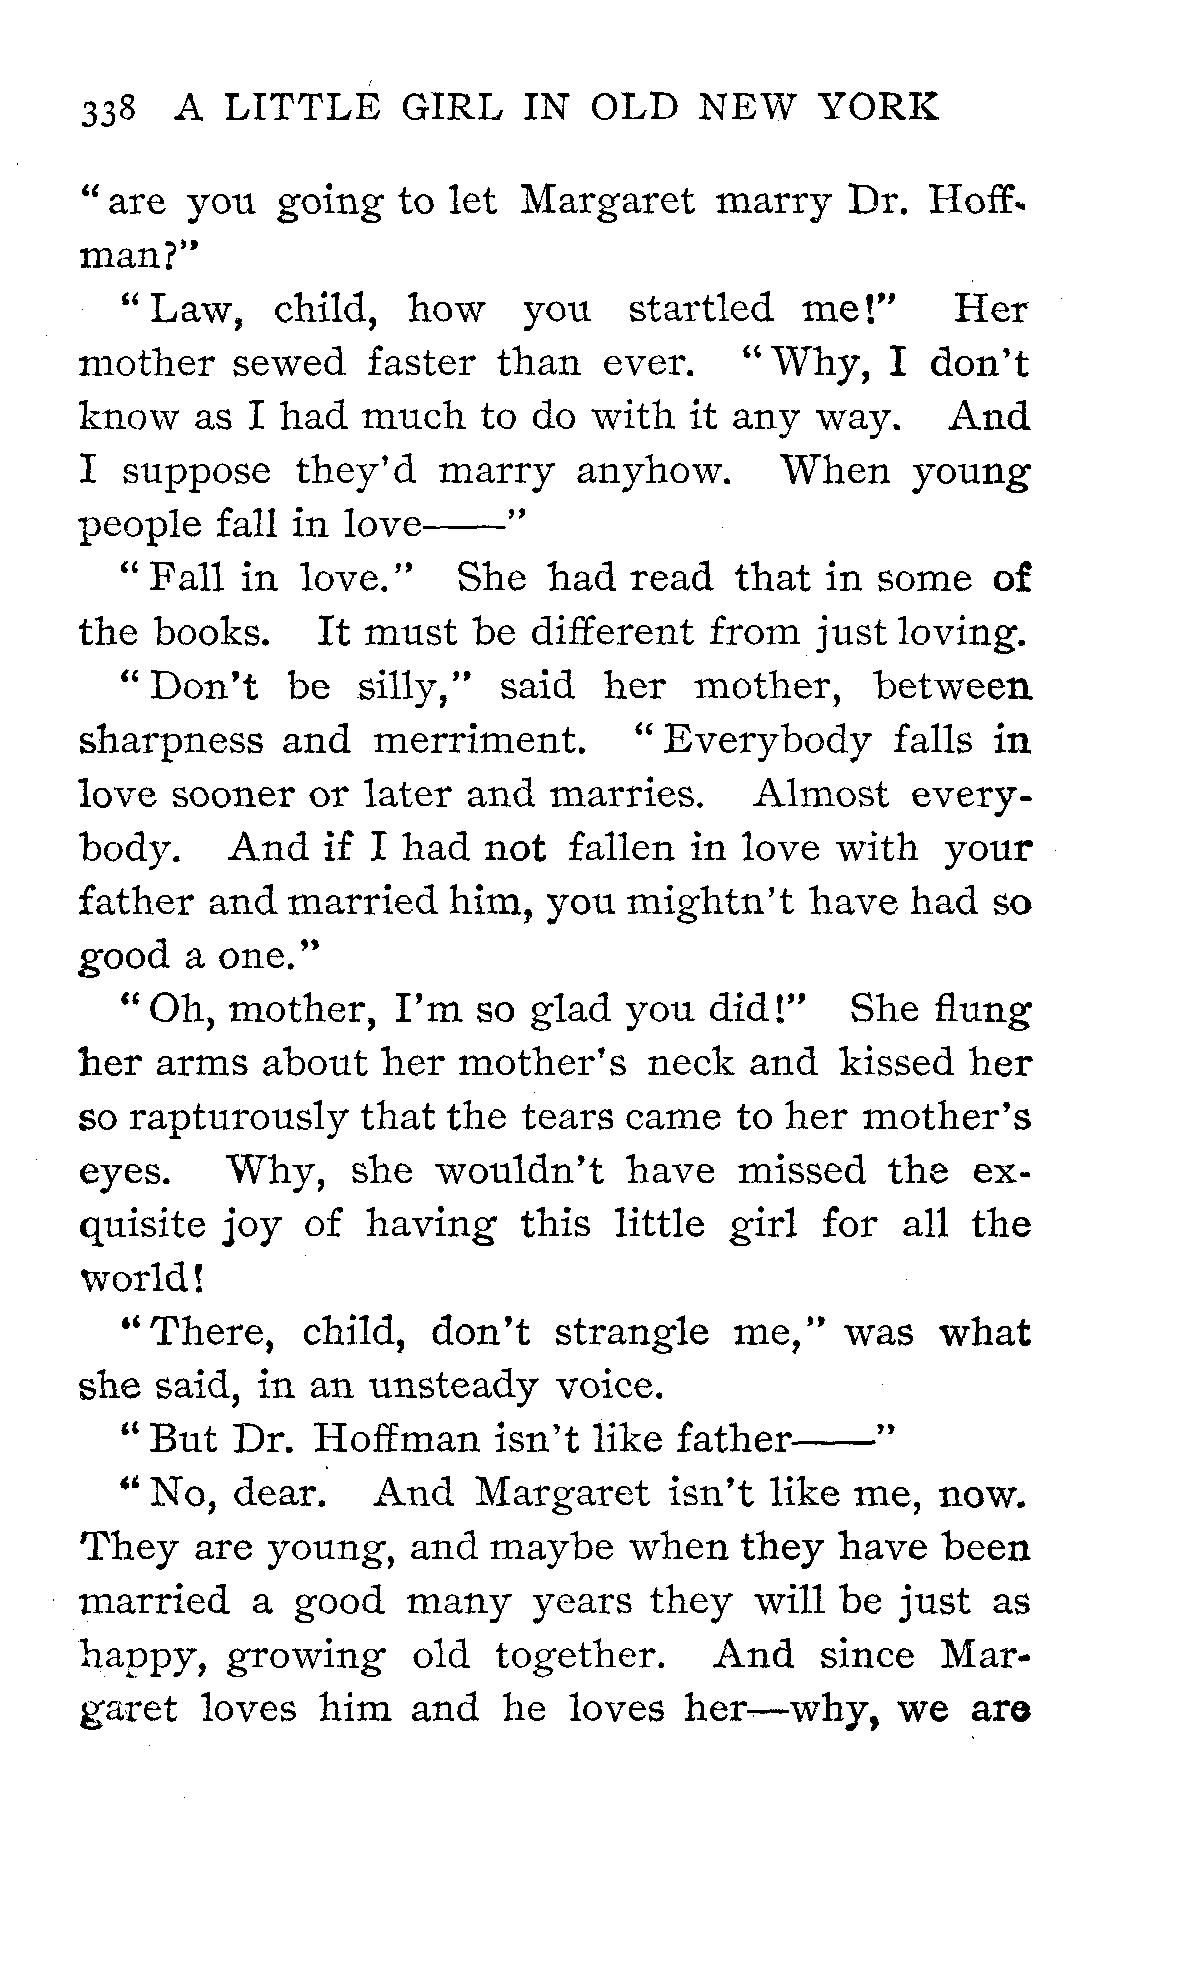 338 A LITTLE GIRL IN OLD NEW YORK
"are you going to let Margaret marry Dr. Hoff-
man?"
"Law, child, how you startled me!" Her
mother sewed faster than ever. "Why, I don't
know as I had much to do with it any way. And
I suppose they'd marry anyhow. When young
people fall in love——"
"Fall in love." She had read that in some of
the books. It must be different from just loving.
"Don't be silly," said her mother, between
sharpness and merriment. "Everybody falls in
love sooner or later and marries. Almost every-
body. And if I had not fallen in love with your
father and married him, you mightn't have had so
good a one."
"Oh, mother, I'm so glad you did!" She flung
her arms about her mother's neck and kissed her
so rapturously that the tears came to her mother's
eyes. Why, she wouldn't have missed the ex-
quisite joy of having this little girl for all the
world!
"There, child, don't strangle me," was what
she said, in an unsteady voice.
"But Dr. Hoffman isn't like father——"
"No, dear. And Margaret isn't like me, now.
They are young, and maybe when they have been
married a good many years they will be just as
happy, growing old together. And since Mar-
garet loves him and he loves her—why, we are